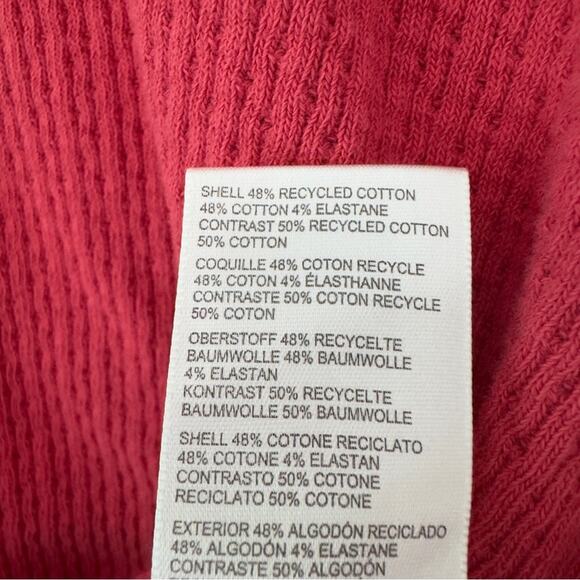 SHELL 48% RECYCLED COTTON
48% COTTON 4% ELASTANE
CONTRAST 50% RECYCLED COTTON
50% COTTON
COQUILLE 48% COTON RECYCLE
48% COTON 4% ÉLASTHANNE
CONTRASTE 50% COTON RECYCLE
50% COTON
OBERSTOFF 48% RECYCELTE
BAUMWOLLE 48% BAUMWOLLE
4% ELASTAN
KONTRAST 50% RECYCELTE
BAUMWOLLE 50% BAUMWOLLE
SHELL 48% COTONE RECICLATO
48% COTONE 4% ELASTAN
CONTRASTO 50% COTONE
RECICLATO 50% COTONE
EXTERIOR 48% ALGODÓN RECICLADO
48% ALGODÓN 4% ELASTANE
CONTRASTE 50% ALGODÓN